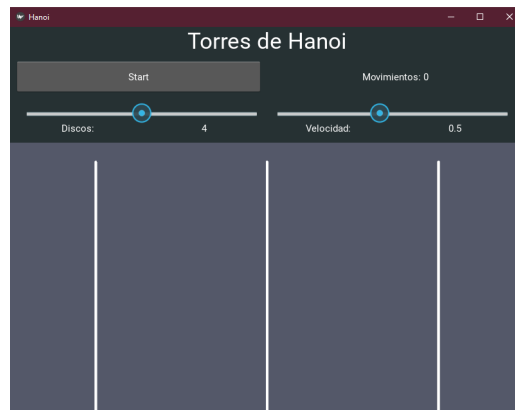 Hanoi
Torres de Hanoi
Start
Movimientos: 0
Discos:
4
Velocidad:
0.5